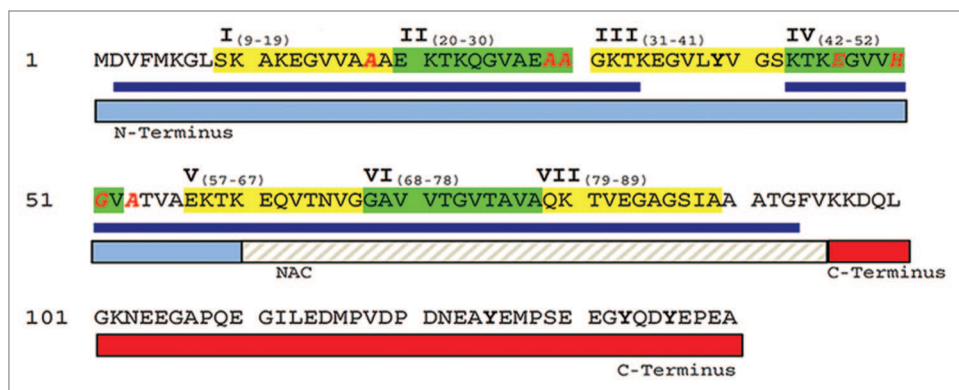 I(9-19) II(20-30) III(31-41) IV(42-52)
1 MDVFMKGLSK AKEGVVAAAE KTKQGVAEAA GKTKEGVLYV GSKTKEGVVH
N-Terminus
V(57-67) VI(68-78) VII(79-89)
51 GVATVAEKTK EQVTNVGGAV VTGVTAVAQK TVEGAGSIAA ATGFVKKDQL
NAC C-Terminus
101 GKNEEGAPQE GILEDMPVDP DNEAYEMPSE EGYQDYEPEA
C-Terminus